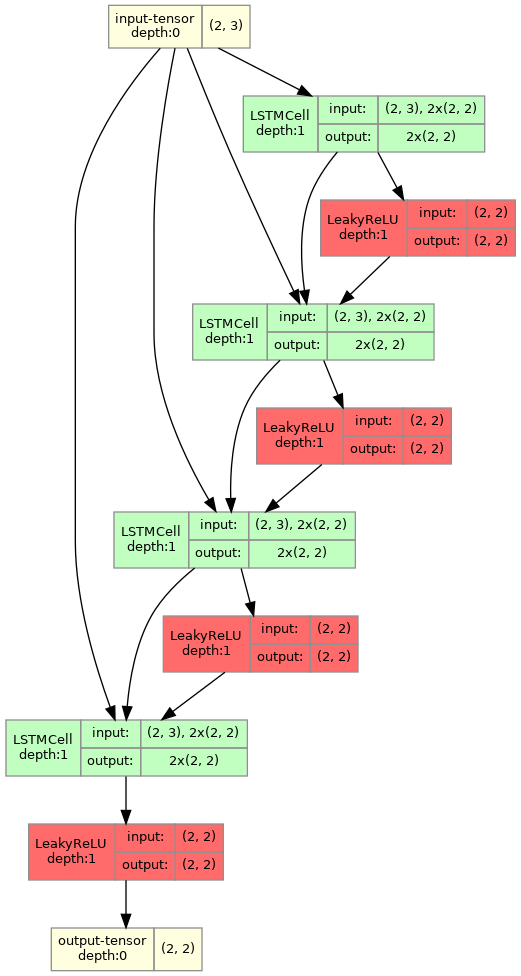 input-tensor
depth:0
(2, 3)
LSTMCell
depth:1
input:
(2, 3), 2x(2, 2)
output:
2x(2, 2)
LeakyReLU
depth:1
input:
(2, 2)
output:
(2, 2)
LSTMCell
depth:1
input:
(2, 3), 2x(2, 2)
output:
2x(2, 2)
LeakyReLU
depth:1
input:
(2, 2)
output:
(2, 2)
LSTMCell
depth:1
input:
(2, 3), 2x(2, 2)
output:
2x(2, 2)
LeakyReLU
depth:1
input:
(2, 2)
output:
(2, 2)
LSTMCell
depth:1
input:
(2, 3), 2x(2, 2)
output:
2x(2, 2)
LeakyReLU
depth:1
input:
(2, 2)
output:
(2, 2)
output-tensor
depth:0
(2, 2)